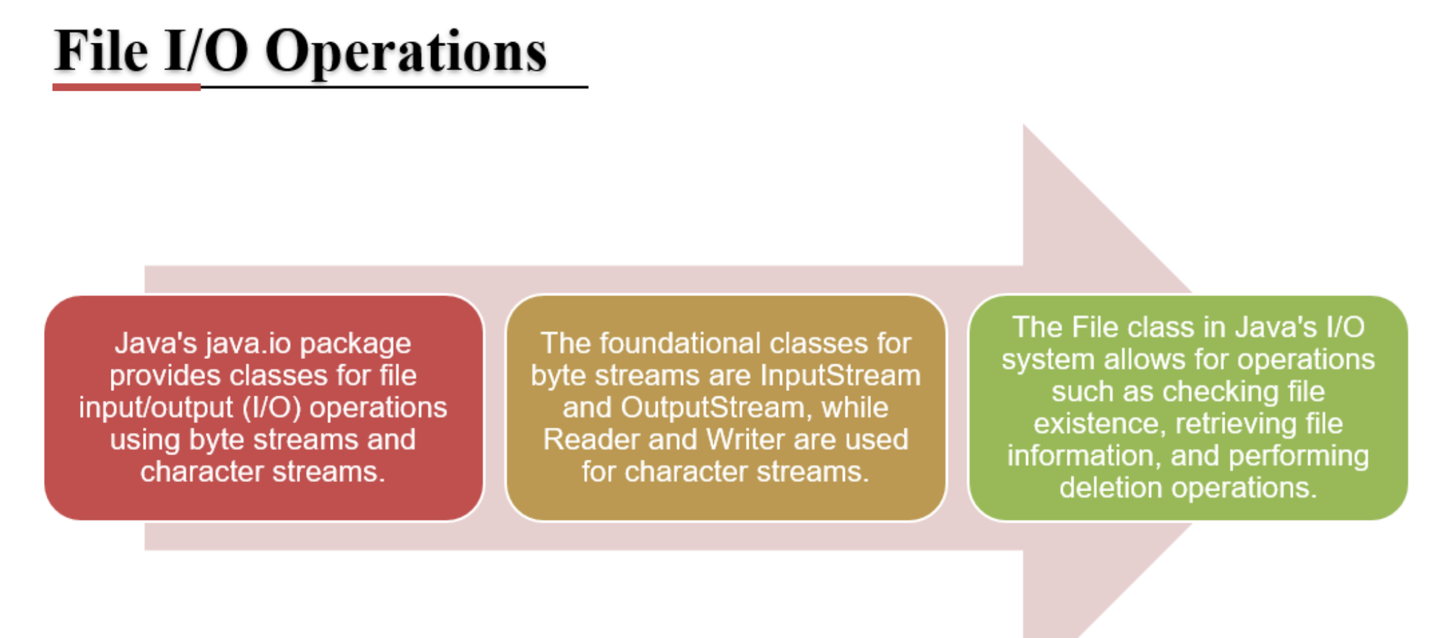 File I/O Operations
Java's java.io package
provides classes for file
input/output (I/O) operations
using byte streams and
character streams.
The foundational classes for
byte streams are InputStream
and OutputStream, while
Reader and Writer are used
for character streams.
The File class in Java's I/O
system allows for operations
such as checking file
existence, retrieving file
information, and performing
deletion operations.